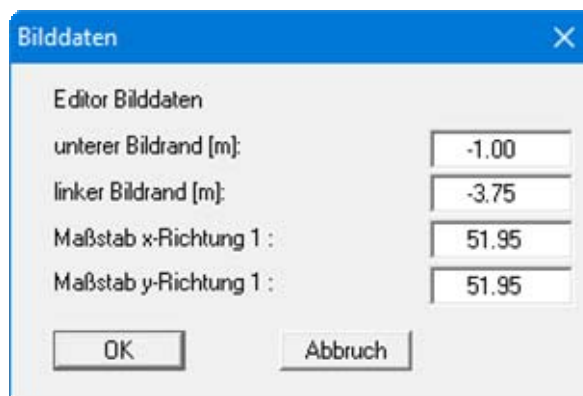 Bilddaten
Editor Bilddaten
unterer Bildrand [m]: -1.00
linker Bildrand [m]: -3.75
Maßstab x-Richtung 1 : 51.95
Maßstab y-Richtung 1 : 51.95
OK Abbruch